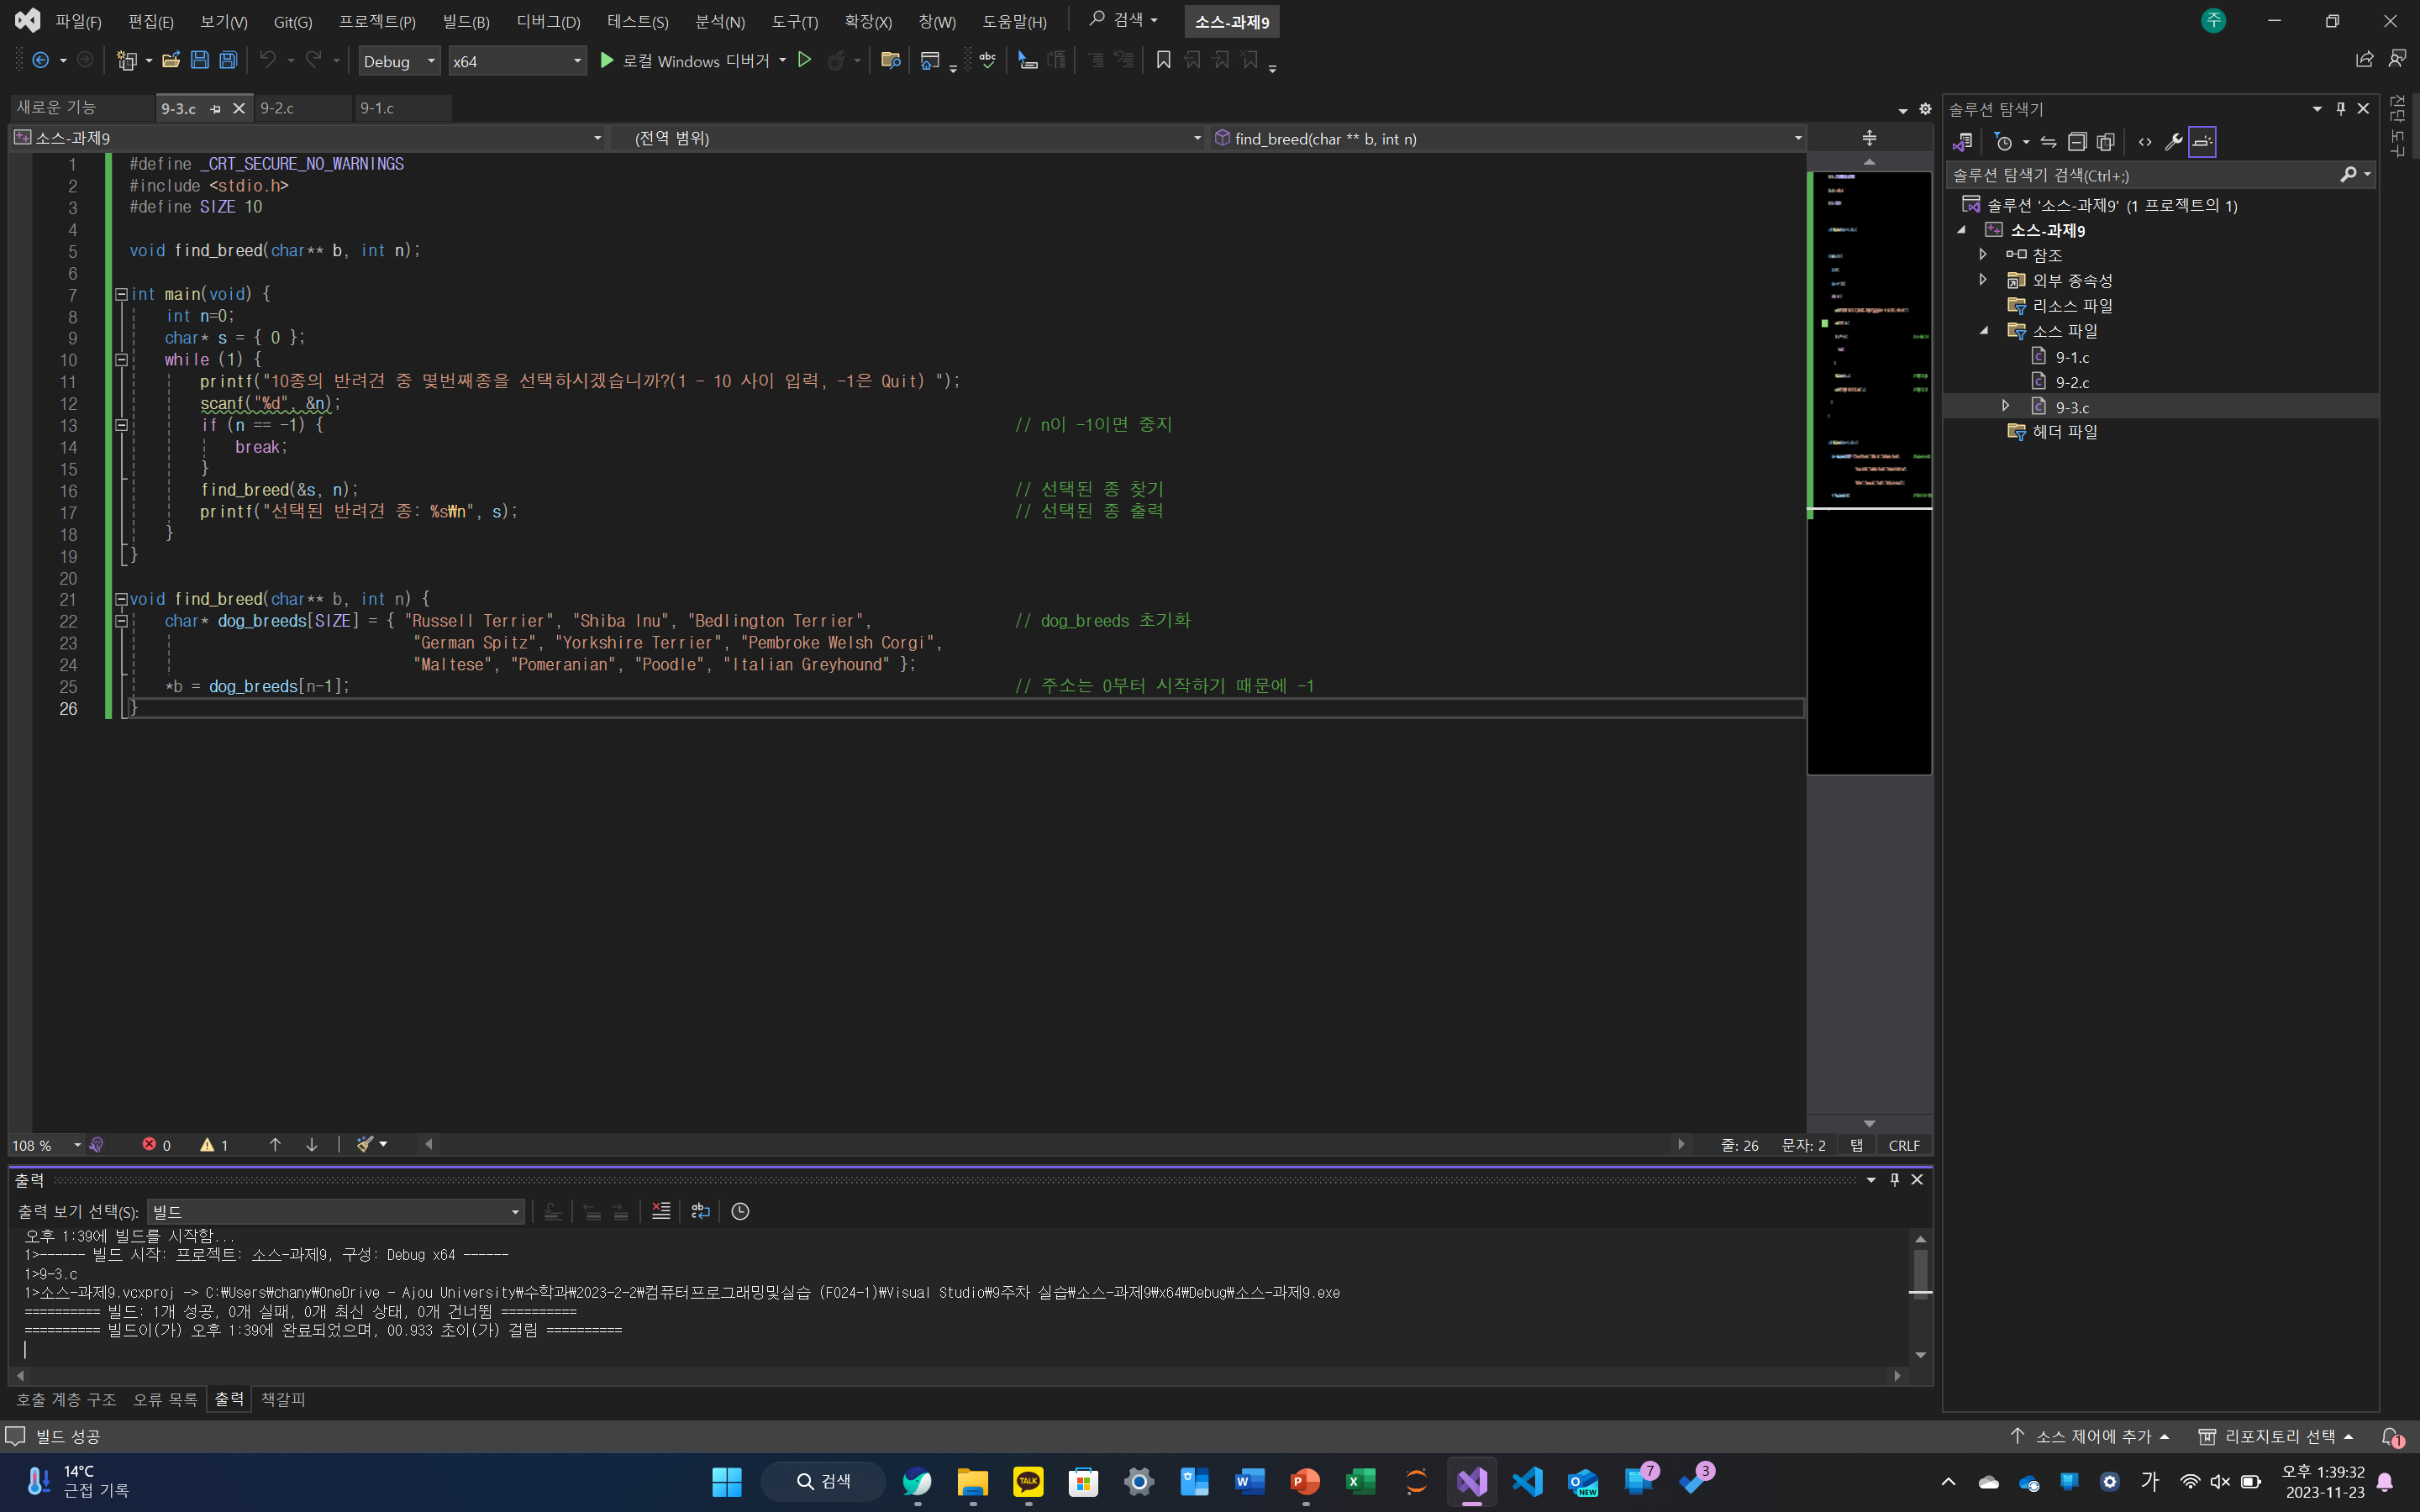 파일(F) 편집(E) 보기(V) Git(G) 프로젝트(P) 빌드(B) 디버그(D) 테스트(S) 분석(N) 도구(T) 확장(X) 창(W) 도움말(H) 검색 소스-과제9 주
Debug x64 로컬 Windows 디버거
새로운 기능 9-3.c 9-2.c 9-1.c
소스-과제9 (전역 범위) find_breed(char ** b, int n)
1 #define _CRT_SECURE_NO_WARNINGS
2 #include <stdio.h>
3 #define SIZE 10
4
5 void find_breed(char** b, int n);
6
7 int main(void) {
8 int n=0;
9 char* s = { 0 };
10 while (1) {
11 printf("10종의 반려견 중 몇번째종을 선택하시겠습니까?(1 - 10 사이 입력, -1은 Quit) ");
12 scanf("%d", &n);
13 if (n == -1) { // n이 -1이면 중지
14 break;
15 }
16 find_breed(&s, n); // 선택된 종 찾기
17 printf("선택된 반려견 종: %s₩n", s); // 선택된 종 출력
18 }
19 }
20
21 void find_breed(char** b, int n) {
22 char* dog_breeds[SIZE] = { "Russell Terrier", "Shiba Inu", "Bedlington Terrier", // dog_breeds 초기화
23 "German Spitz", "Yorkshire Terrier", "Pembroke Welsh Corgi",
24 "Maltese", "Pomeranian", "Poodle", "Italian Greyhound" };
25 *b = dog_breeds[n-1]; // 주소는 0부터 시작하기 때문에 -1
26 }
108 % 0 1 줄: 26 문자: 2 탭 CRLF
출력
출력 보기 선택(S): 빌드
오후 1:39에 빌드를 시작함...
1>------ 빌드 시작: 프로젝트: 소스-과제9, 구성: Debug x64 ------
1>9-3.c
1>소스-과제9.vcxproj -> C:₩Users₩chany₩OneDrive - Ajou University₩수학과₩2023-2-2₩컴퓨터프로그래밍및실습 (F024-1)₩Visual Studio₩9주차 실습₩소스-과제9₩x64₩Debug₩소스-과제9.exe
========== 빌드: 1개 성공, 0개 실패, 0개 최신 상태, 0개 건너뜀 ==========
========== 빌드이(가) 오후 1:39에 완료되었으며, 00.933 초이(가) 걸림 ==========
호출 계층 구조 오류 목록 출력 책갈피
솔루션 탐색기
솔루션 탐색기 검색(Ctrl+;)
솔루션 '소스-과제9' (1 프로젝트의 1)
소스-과제9
참조
외부 종속성
리소스 파일
소스 파일
9-1.c
9-2.c
9-3.c
헤더 파일
진단 도구
빌드 성공 소스 제어에 추가 리포지토리 선택 1
14°C
근접 기록
검색 TALK NEW 7 3 가
오후 1:39:32
2023-11-23